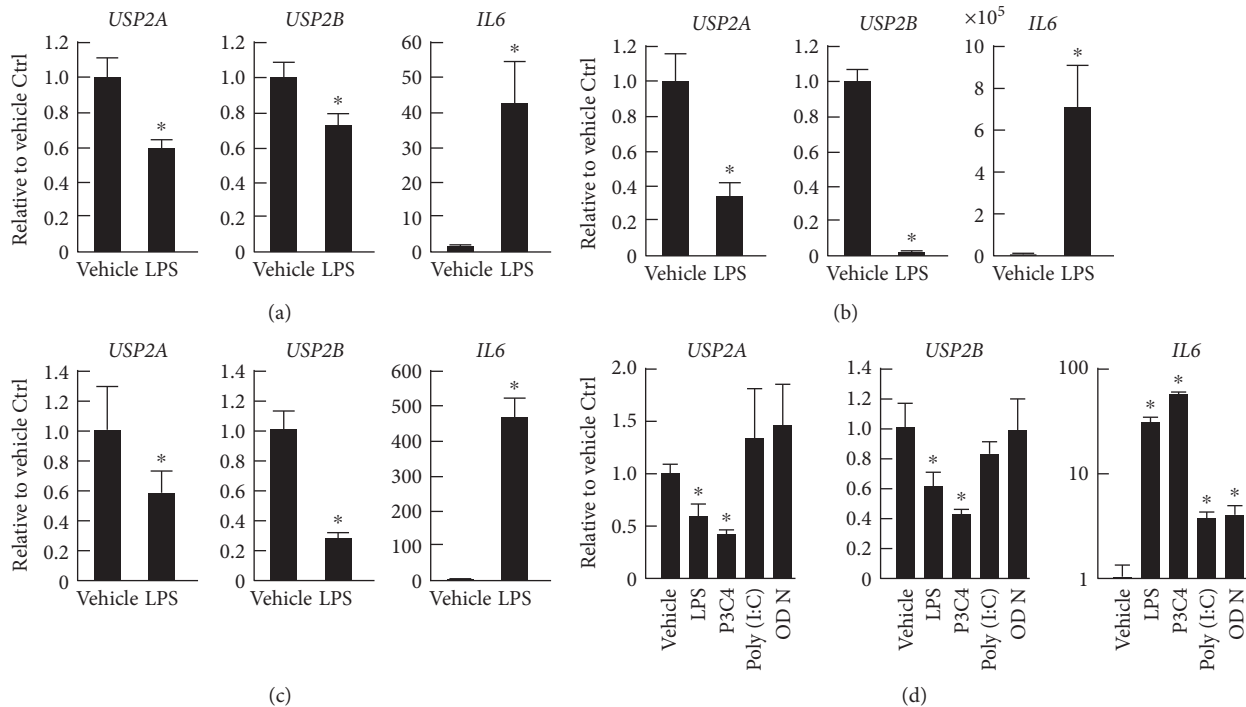 USP2A
USP2B
IL6
Relative to vehicle Ctrl
1.2
1.0
0.8
0.6
0.4
0.2
0
*
Vehicle LPS
1.2
1.0
0.8
0.6
0.4
0.2
0
*
Vehicle LPS
60
50
40
30
20
10
0
*
Vehicle LPS
(a)
USP2A
USP2B
IL6
Relative to vehicle Ctrl
1.2
1.0
0.8
0.6
0.4
0.2
0
*
Vehicle LPS
1.2
1.0
0.8
0.6
0.4
0.2
0
*
Vehicle LPS
×10⁵
10
8
6
4
2
0
*
Vehicle LPS
(b)
USP2A
USP2B
IL6
Relative to vehicle Ctrl
1.4
1.2
1.0
0.8
0.6
0.4
0.2
0
*
Vehicle LPS
1.4
1.2
1.0
0.8
0.6
0.4
0.2
0
*
Vehicle LPS
600
500
400
300
200
100
0
*
Vehicle LPS
(c)
USP2A
USP2B
IL6
Relative to vehicle Ctrl
2.0
1.5
1.0
0.5
0
*
*
Vehicle
LPS
P3C4
Poly (I:C)
OD N
1.4
1.2
1.0
0.8
0.6
0.4
0.2
0
*
*
Vehicle
LPS
P3C4
Poly (I:C)
OD N
100
10
1
*
*
*
*
Vehicle
LPS
P3C4
Poly (I:C)
OD N
(d)